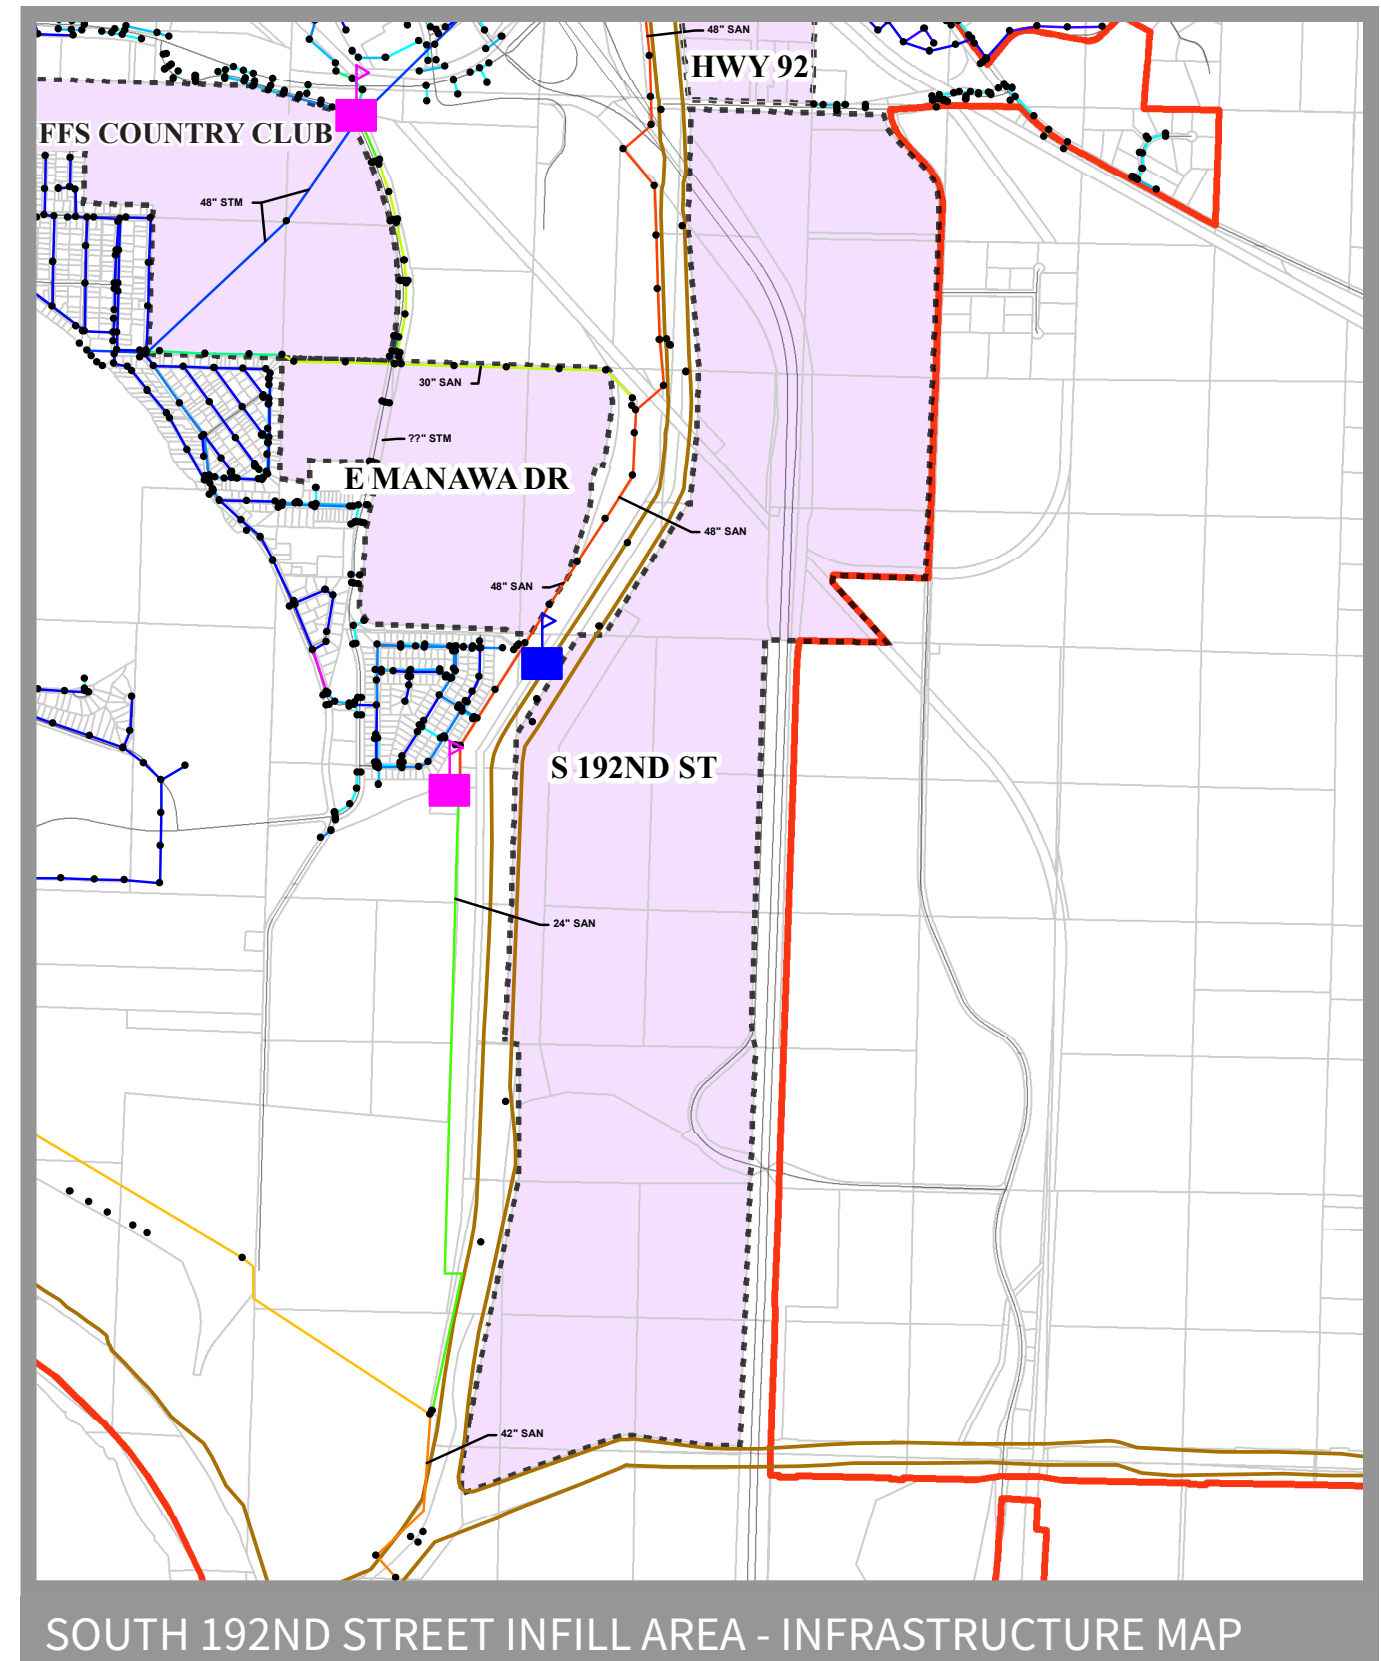 48" SAN
HWY 92
FFS COUNTRY CLUB
48" STM
30" SAN
??" STM
E MANAWA DR
48" SAN
48" SAN
S 192ND ST
24" SAN
42" SAN
SOUTH 192ND STREET INFILL AREA - INFRASTRUCTURE MAP